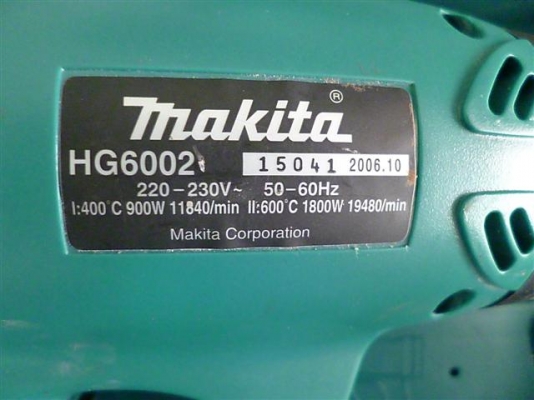 makita®
HG6002 15041 2006.10
220-230V~ 50-60Hz
I:400°C 900W 11840/min II:600°C 1800W 19480/min
Makita Corporation